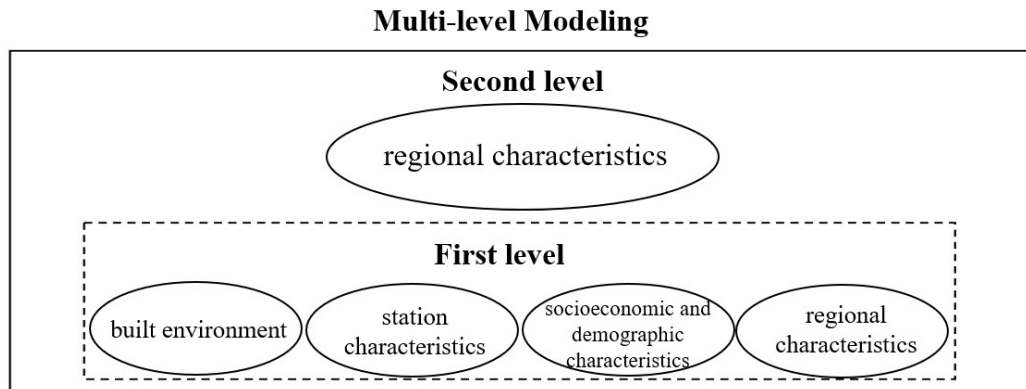 Multi-level Modeling
Second level
regional characteristics
First level
built environment
station
characteristics
socioeconomic and
demographic
characteristics
regional
characteristics